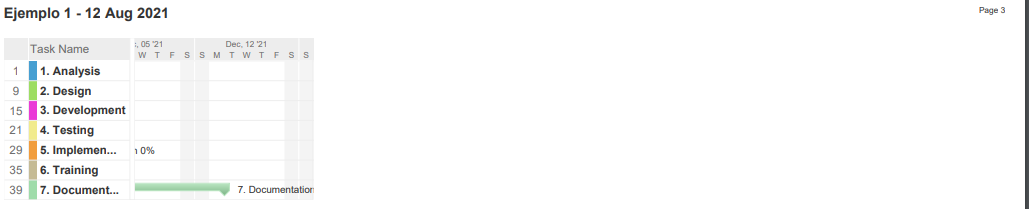 Ejemplo 1 - 12 Aug 2021
Page 3
Task Name
, 05 '21
Dec, 12 '21
W T F S S M T W T F S S
1 1. Analysis
9 2. Design
15 3. Development
21 4. Testing
29 5. Implemen... 0%
35 6. Training
39 7. Document... 7. Documentation